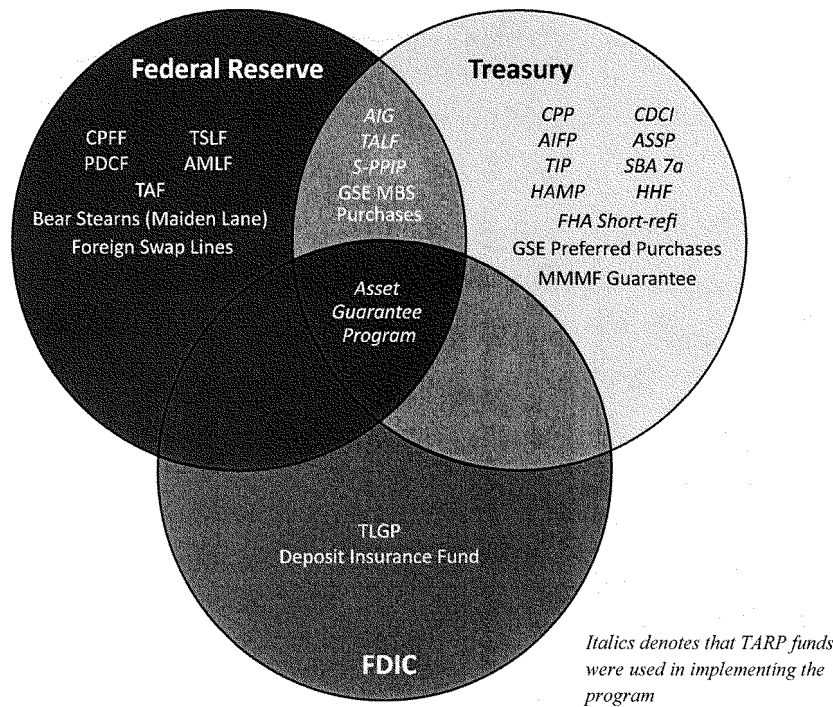 Federal Reserve
CPFF TSLF
PDCF AMLF
TAF
Bear Stearns (Maiden Lane)
Foreign Swap Lines
AIG
TALF
S-PPIP
GSE MBS
Purchases
Treasury
CPP CDCI
AIFP ASSP
TIP SBA 7a
HAMP HHF
FHA Short-refi
GSE Preferred Purchases
MMMF Guarantee
Asset
Guarantee
Program
TLGP
Deposit Insurance Fund
FDIC
Italics denotes that TARP funds
were used in implementing the
program